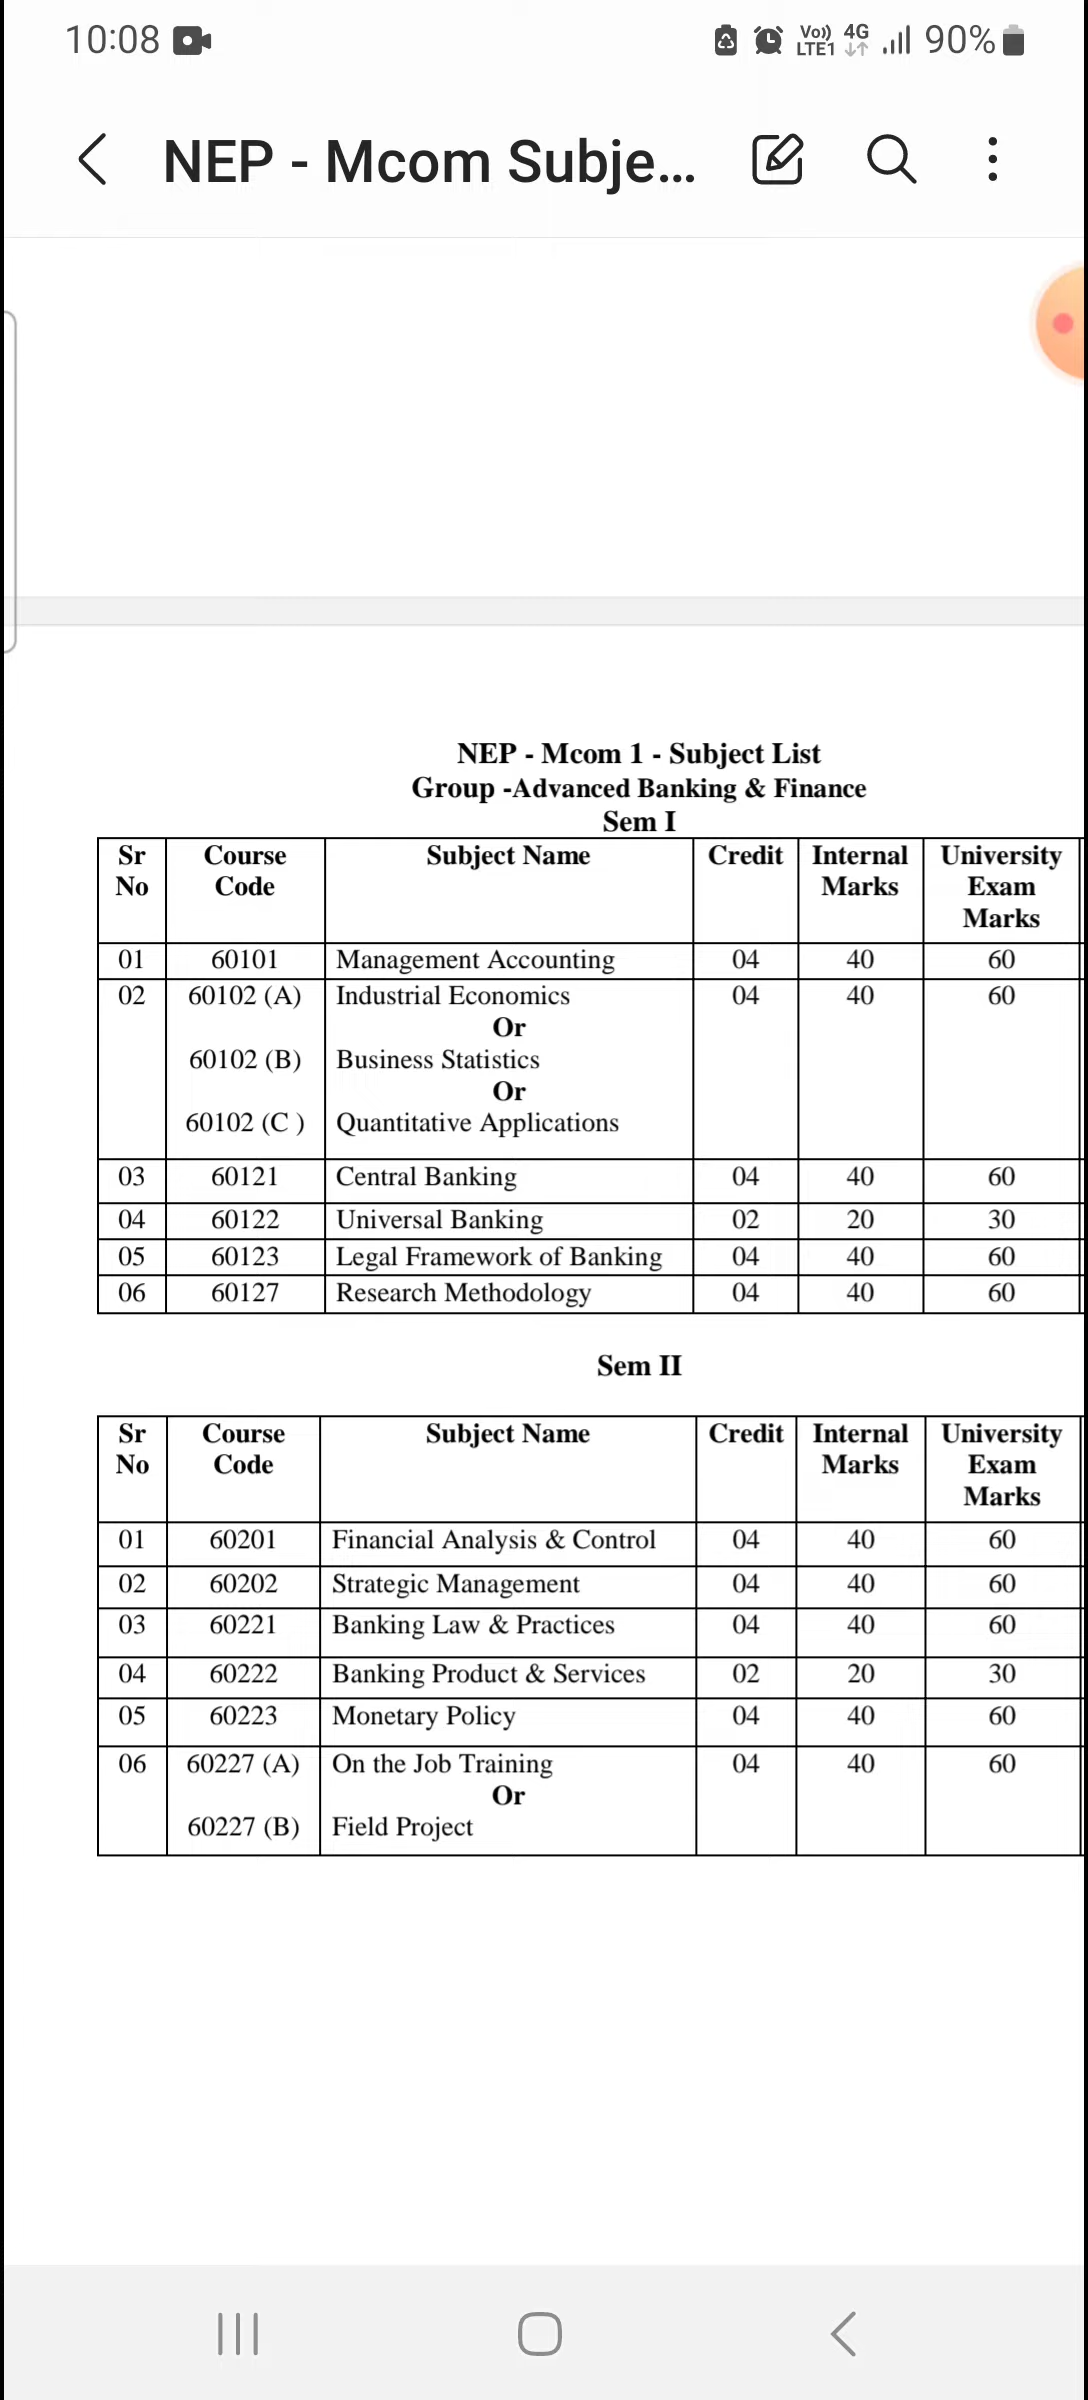 10:08 Vo)) LTE1 4G 90%
NEP - Mcom Subje...
NEP - Mcom 1 - Subject List
Group -Advanced Banking & Finance
Sem I
Sr No Course Code Subject Name Credit Internal Marks University Exam Marks
01 60101 Management Accounting 04 40 60
02 60102 (A) Industrial Economics 04 40 60
Or
60102 (B) Business Statistics
Or
60102 (C ) Quantitative Applications
03 60121 Central Banking 04 40 60
04 60122 Universal Banking 02 20 30
05 60123 Legal Framework of Banking 04 40 60
06 60127 Research Methodology 04 40 60
Sem II
Sr No Course Code Subject Name Credit Internal Marks University Exam Marks
01 60201 Financial Analysis & Control 04 40 60
02 60202 Strategic Management 04 40 60
03 60221 Banking Law & Practices 04 40 60
04 60222 Banking Product & Services 02 20 30
05 60223 Monetary Policy 04 40 60
06 60227 (A) On the Job Training 04 40 60
Or
60227 (B) Field Project